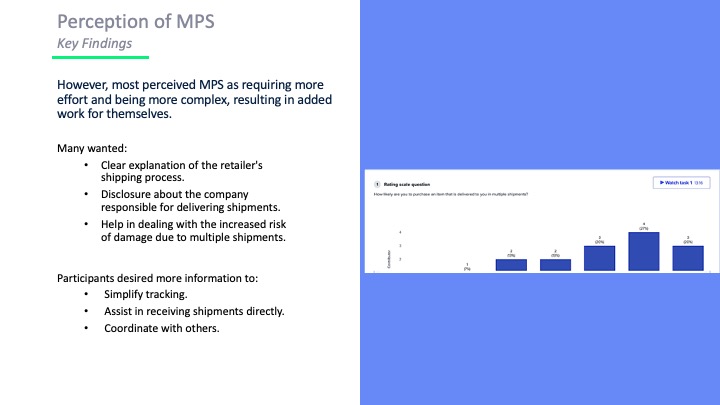 Perception of MPS
Key Findings
However, most perceived MPS as requiring more
effort and being more complex, resulting in added
work for themselves.
Many wanted:
• Clear explanation of the retailer's
shipping process.
• Disclosure about the company
responsible for delivering shipments.
• Help in dealing with the increased risk
of damage due to multiple shipments.
Participants desired more information to:
• Simplify tracking.
• Assist in receiving shipments directly.
• Coordinate with others.
1 Rating scale question
▶ Watch task 1
How likely are you to purchase an item that is delivered to you in multiple shipments?
4
3
2
Contributor
1
(7%)
2
2
3
(20%)
4
(27%)
3
(20%)